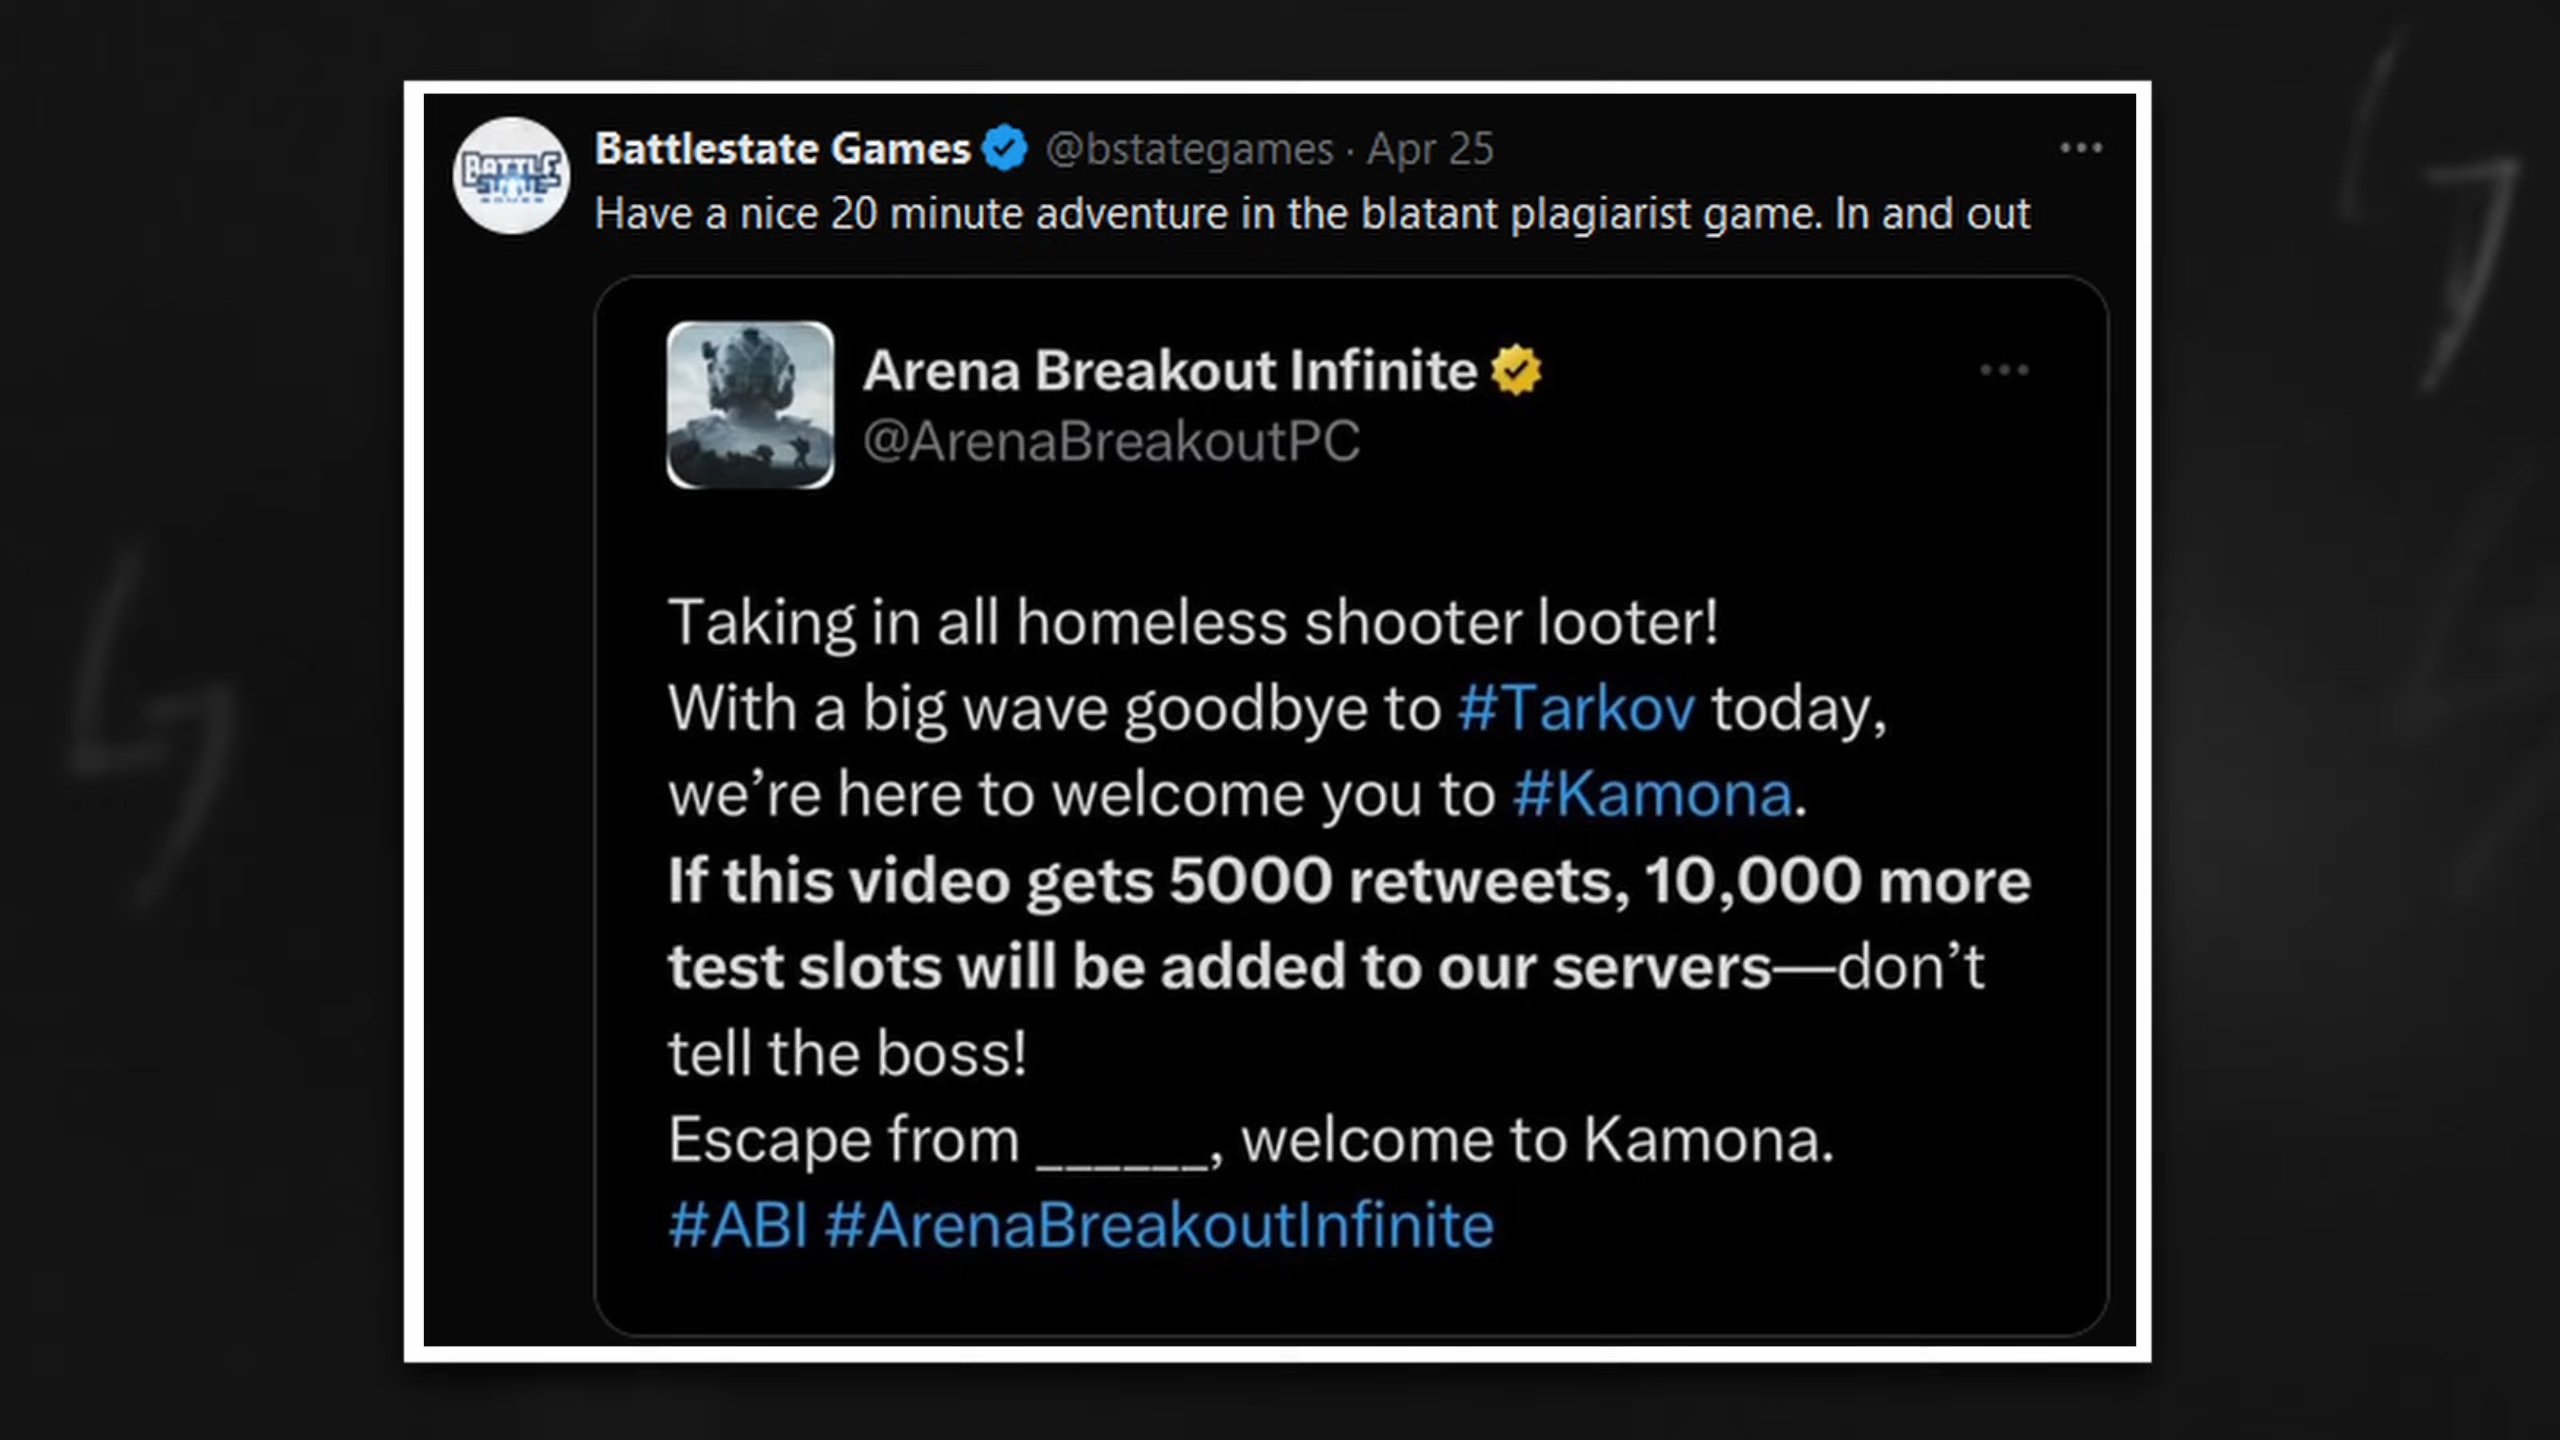 Battlestate Games @bstategames · Apr 25
Have a nice 20 minute adventure in the blatant plagiarist game. In and out
BATTLE
STATE
GAMES
Arena Breakout Infinite
@ArenaBreakoutPC
Taking in all homeless shooter looter!
With a big wave goodbye to #Tarkov today,
we’re here to welcome you to #Kamona.
If this video gets 5000 retweets, 10,000 more
test slots will be added to our servers—don’t
tell the boss!
Escape from ______, welcome to Kamona.
#ABI #ArenaBreakoutInfinite